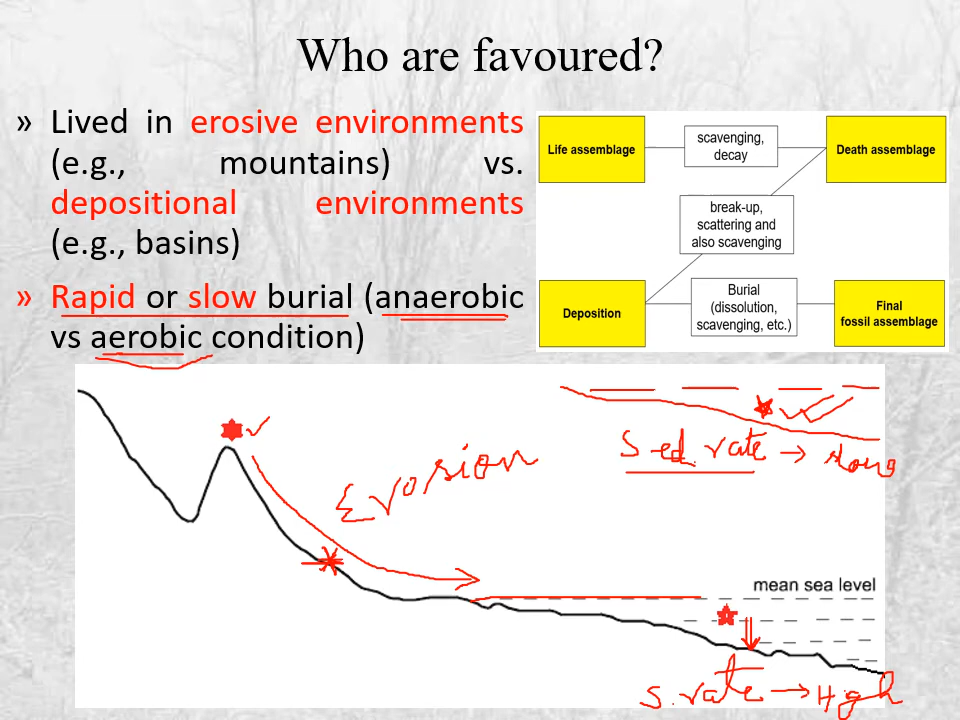 Who are favoured?
» Lived in erosive environments
(e.g., mountains) vs.
depositional environments
(e.g., basins)
» Rapid or slow burial (anaerobic
vs aerobic condition)
Life assemblage
scavenging,
decay
Death assemblage
break-up,
scattering and
also scavenging
Deposition
Burial
(dissolution,
scavenging, etc.)
Final
fossil assemblage
Erosion
Sed. rate →
mean sea level
S. rate → High